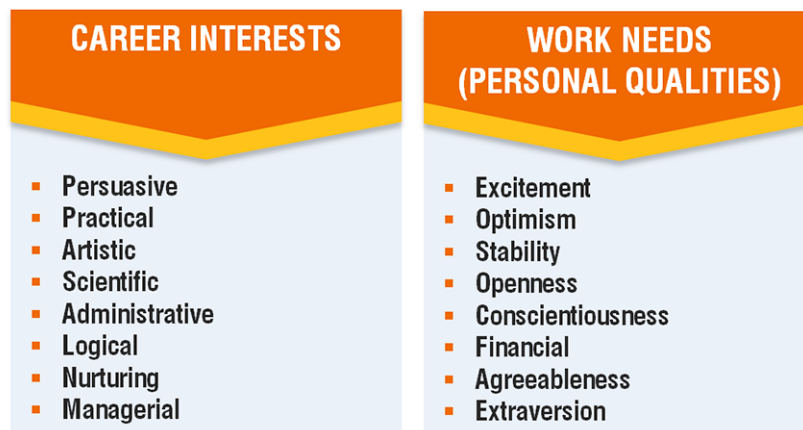 CAREER INTERESTS
Persuasive
Practical
Artistic
Scientific
Administrative
Logical
Nurturing
Managerial
WORK NEEDS
(PERSONAL QUALITIES)
Excitement
Optimism
Stability
Openness
Conscientiousness
Financial
Agreeableness
Extraversion